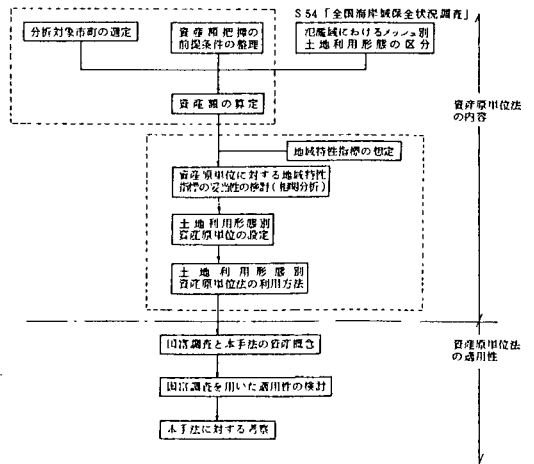 S54「全国海岸域保全状況調査」
分析対象市町の選定
資産額把握の
前提条件の整理
氾濫域におけるメッシュ別
土地利用形態の区分
資産額の算定
地域特性指標の想定
資産原単位に対する地域特性
指標の妥当性の検討(相関分析)
土地利用形態別
資産原単位の設定
土地利用形態別
資産原単位法の利用方法
資産原単位法
の内容
国富調査と本手法の資産概念
国富調査を用いた適用性の検討
本手法に対する考察
資産原単位法
の適用性